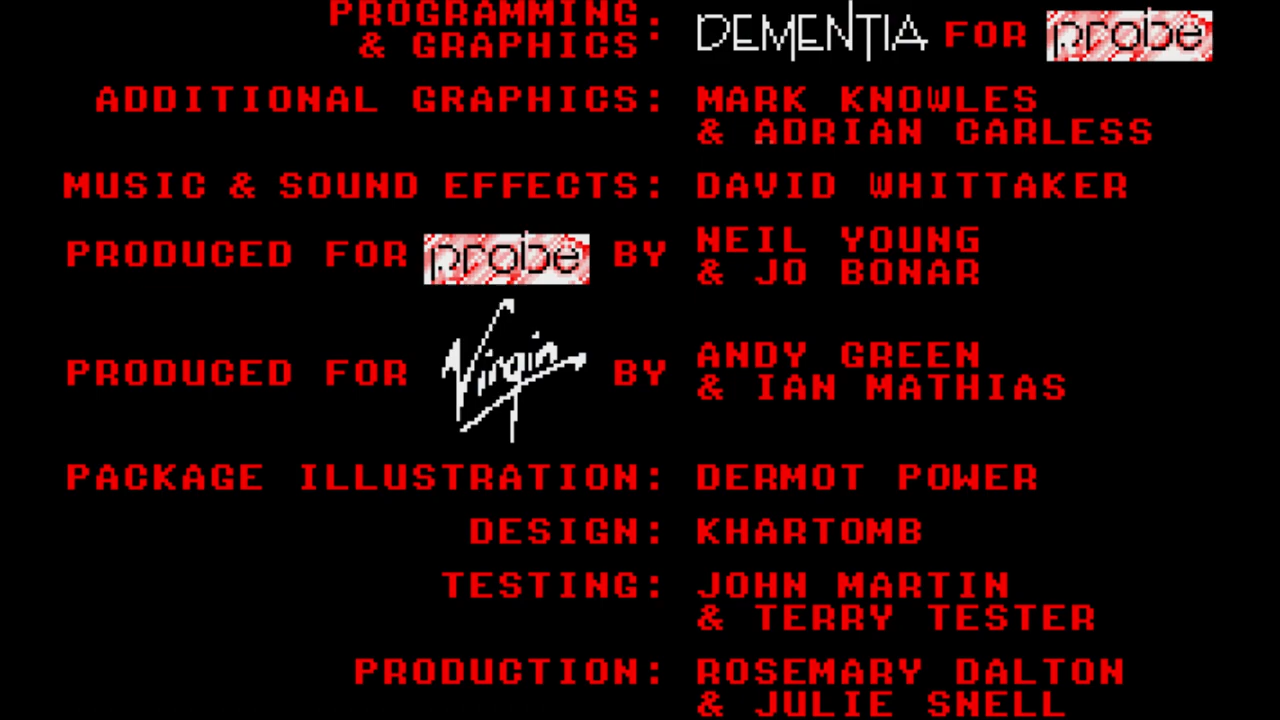 PROGRAMMING : DEMENTIA FOR probe
& GRAPHICS
ADDITIONAL GRAPHICS: MARK KNOWLES
& ADRIAN CARLESS
MUSIC & SOUND EFFECTS: DAVID WHITTAKER
PRODUCED FOR probe BY NEIL YOUNG
& JO BONAR
PRODUCED FOR Virgin BY ANDY GREEN
& IAN MATHIAS
PACKAGE ILLUSTRATION: DERMOT POWER
DESIGN: KHARTOMB
TESTING: JOHN MARTIN
& TERRY TESTER
PRODUCTION: ROSEMARY DALTON
& JULIE SNELL